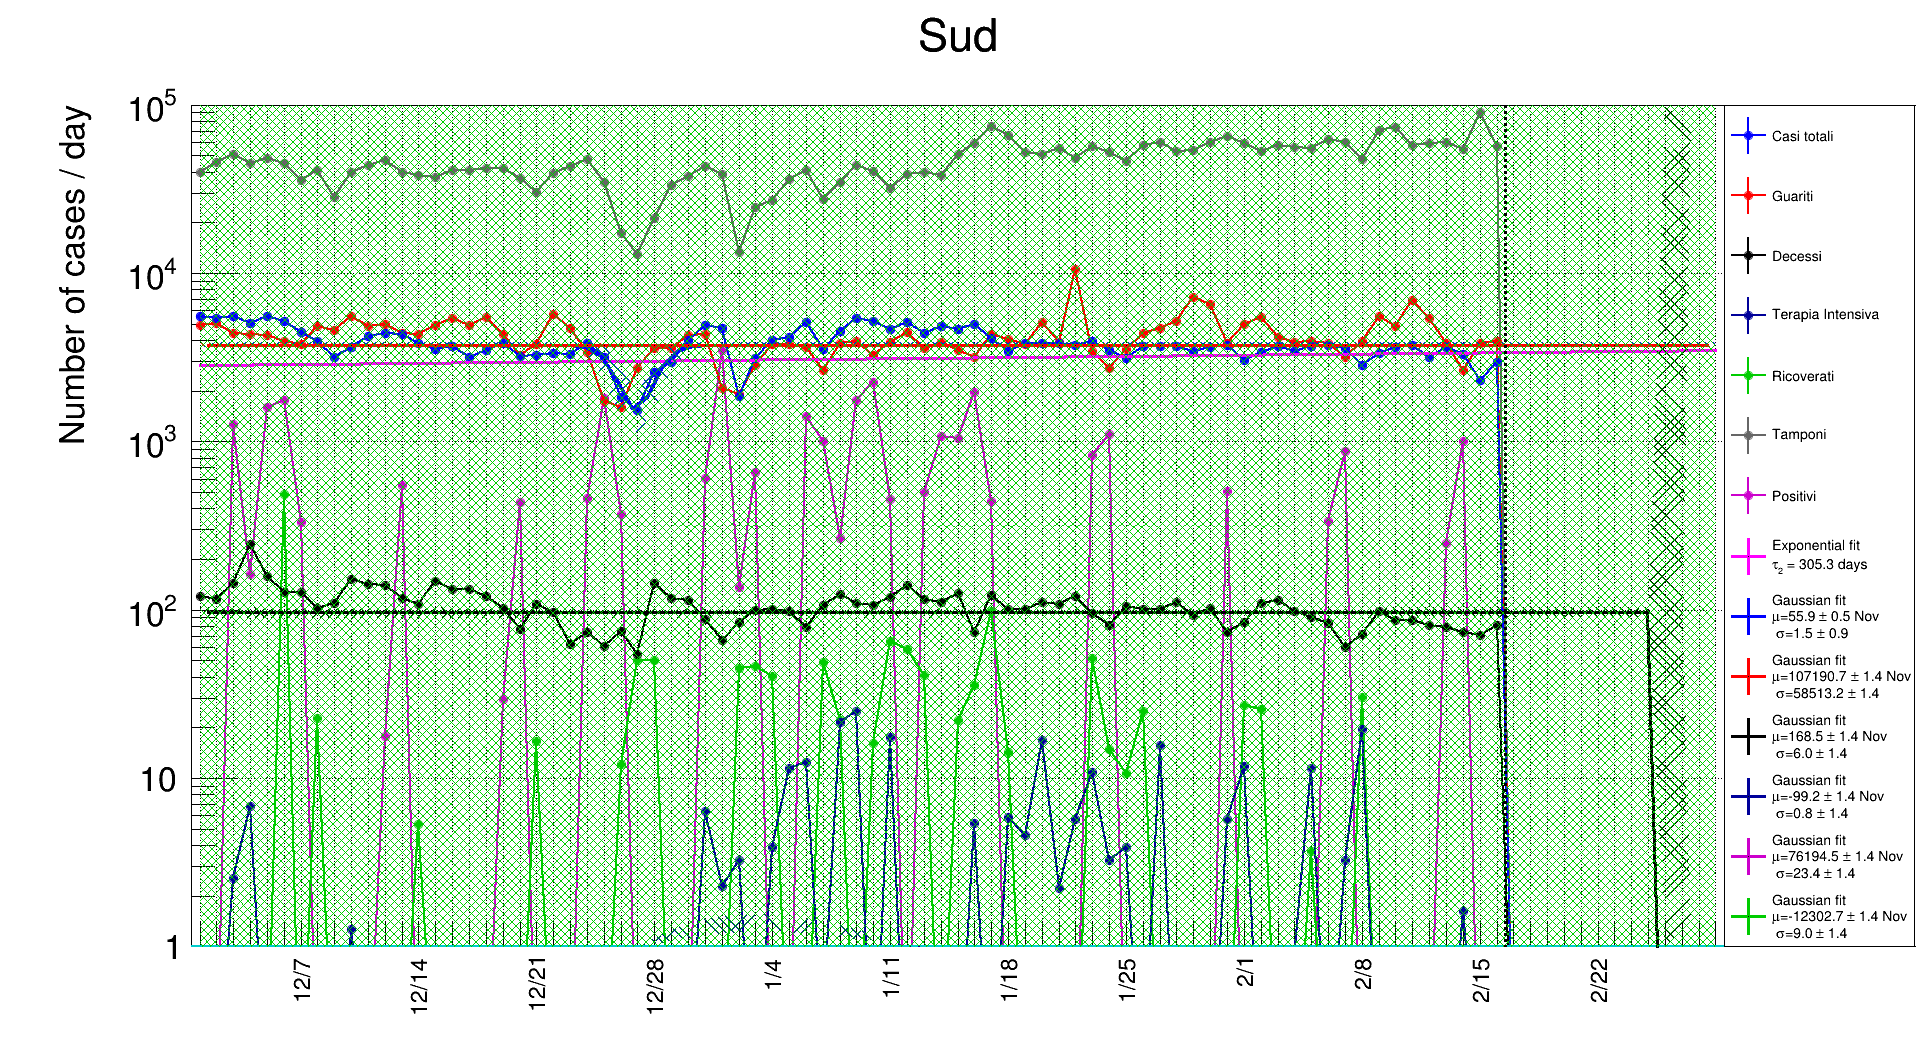 Sud
Number of cases / day
10^5
10^4
10^3
10^2
10
1
12/7
12/14
12/21
12/28
1/4
1/11
1/18
1/25
2/1
2/8
2/15
2/22
Casi totali
Guariti
Decessi
Terapia Intensiva
Ricoverati
Tamponi
Positivi
Exponential fit
τ₂ = 305.3 days
Gaussian fit
μ=55.9 ± 0.5 Nov
σ=1.5 ± 0.9
Gaussian fit
μ=107190.7 ± 1.4 Nov
σ=58513.2 ± 1.4
Gaussian fit
μ=168.5 ± 1.4 Nov
σ=6.0 ± 1.4
Gaussian fit
μ=-99.2 ± 1.4 Nov
σ=0.8 ± 1.4
Gaussian fit
μ=76194.5 ± 1.4 Nov
σ=23.4 ± 1.4
Gaussian fit
μ=-12302.7 ± 1.4 Nov
σ=9.0 ± 1.4